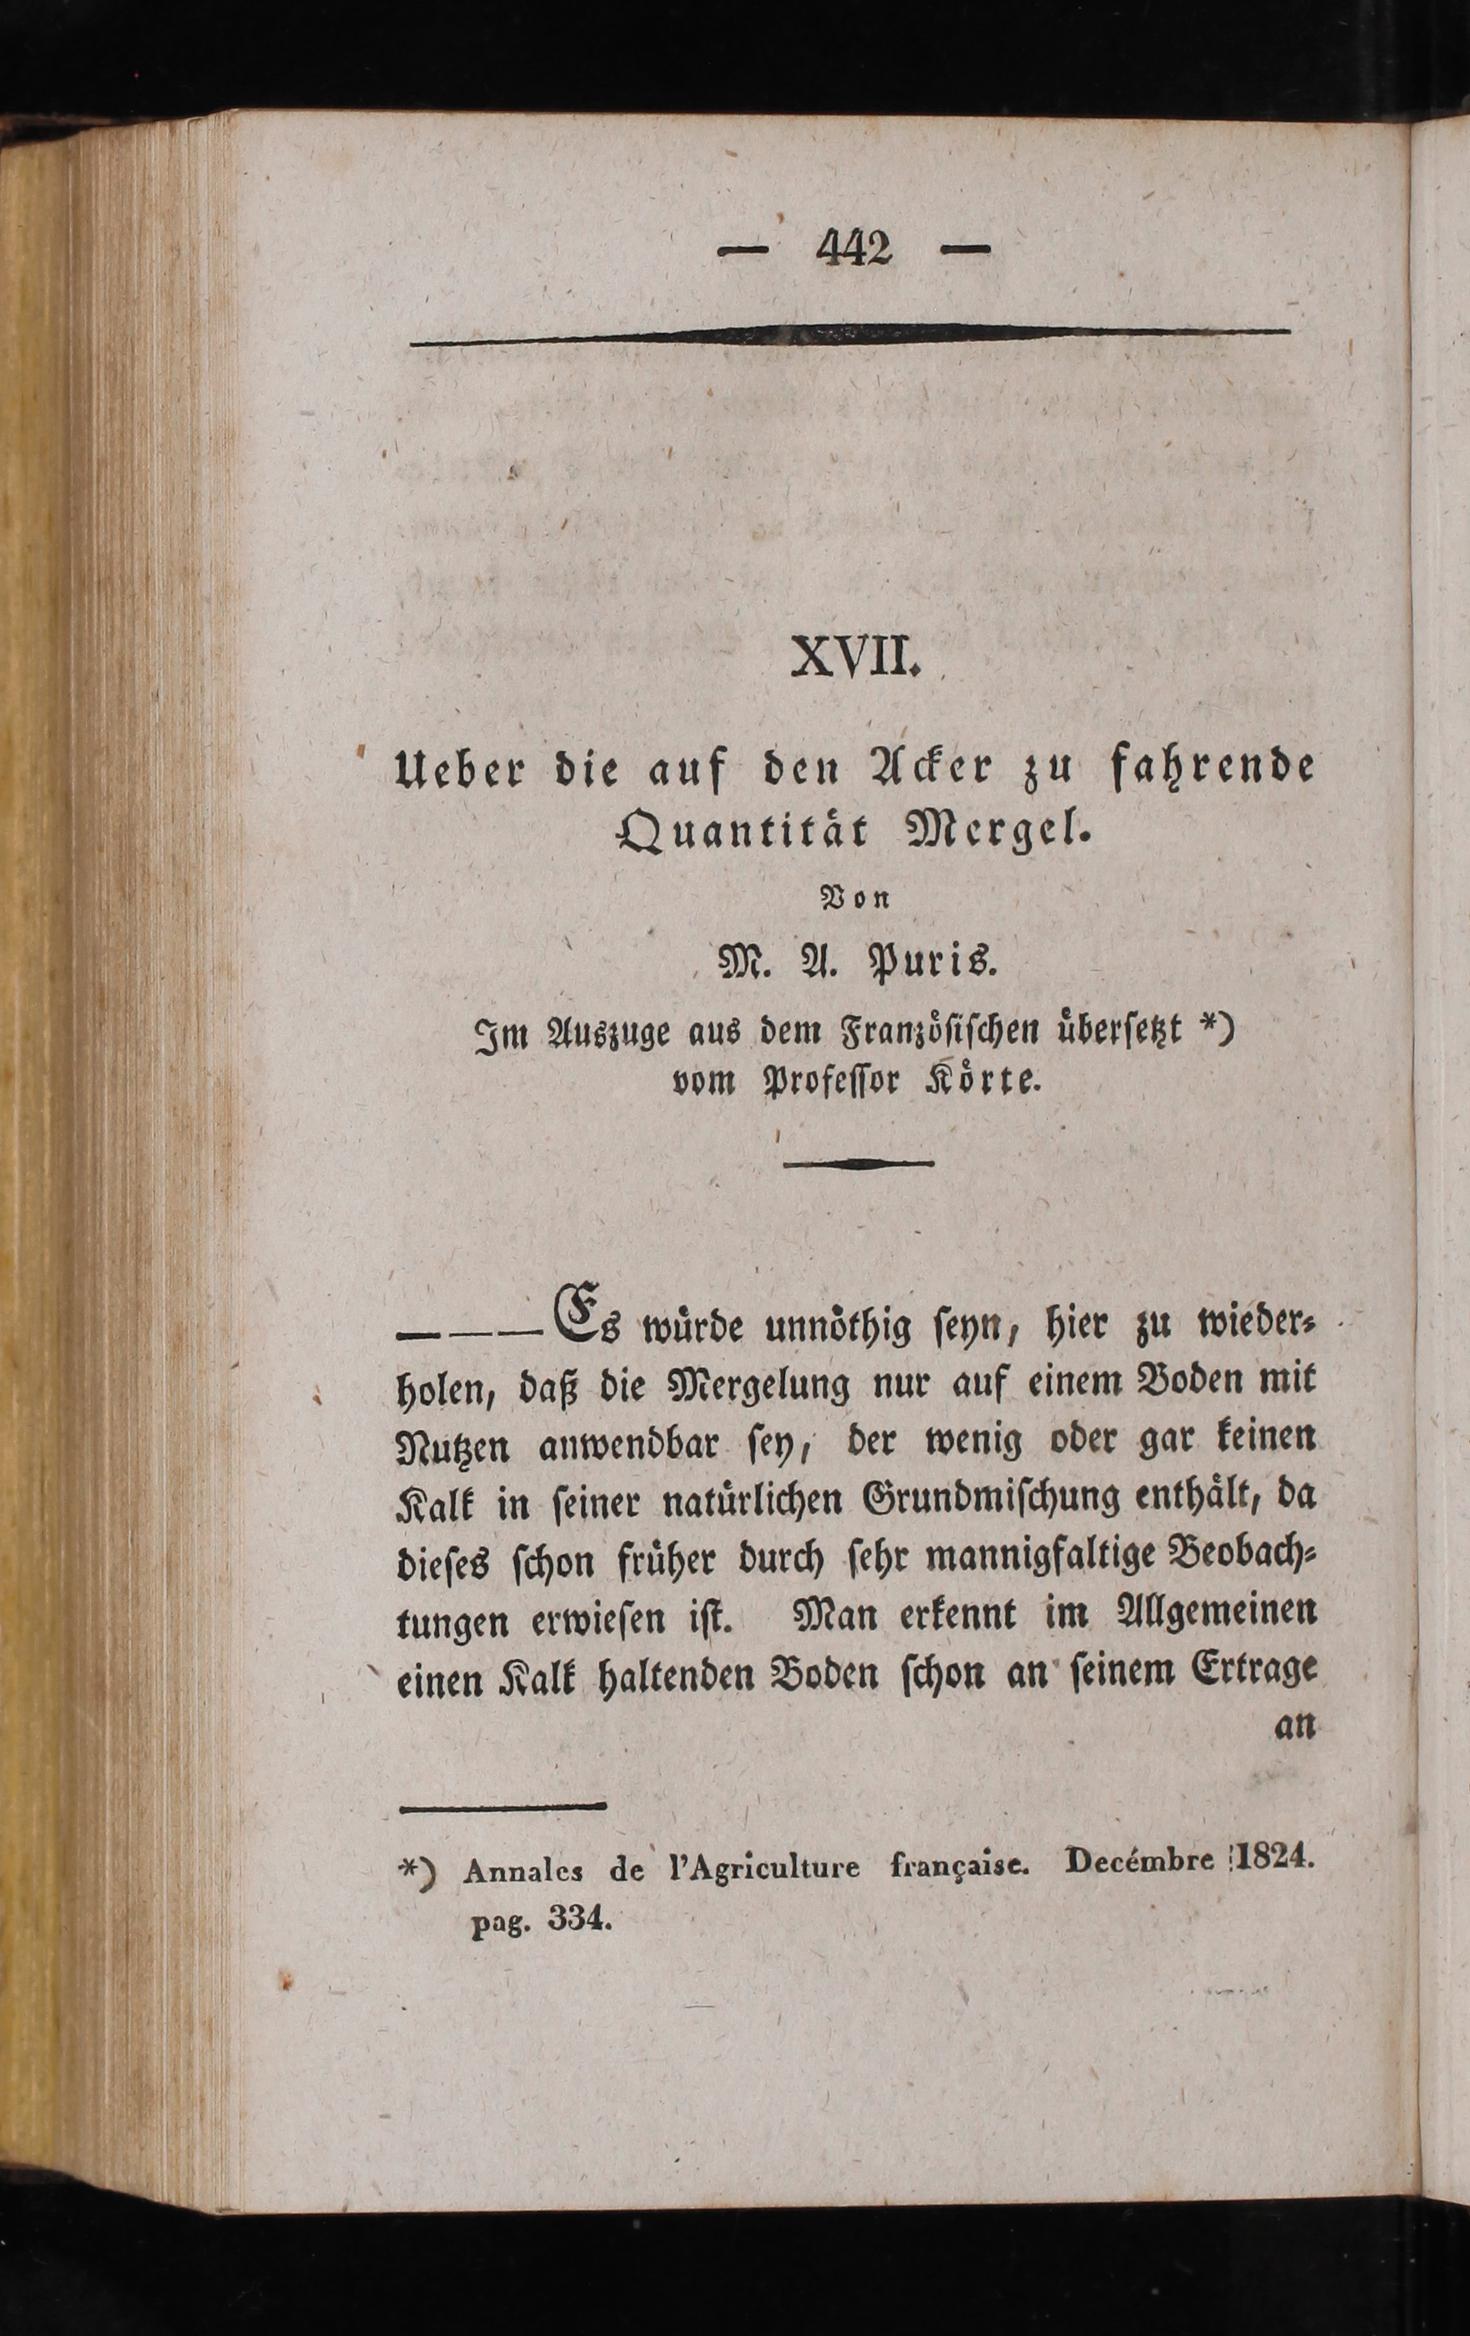 — 442 —
XVII.
Ueber die auf den Acker zu fahrende
Quantität Mergel.
Von
M. A. Puris.
Im Auszuge aus dem Französischen übersetzt *)
vom Professor Körte.
— — — Es würde unnöthig seyn, hier zu wieder-
holen, daß die Mergelung nur auf einem Boden mit
Nutzen anwendbar sey, der wenig oder gar keinen
Kalk in seiner natürlichen Grundmischung enthält, da
dieses schon früher durch sehr mannigfaltige Beobach-
tungen erwiesen ist. Man erkennt im Allgemeinen
einen Kalk haltenden Boden schon an seinem Ertrage
an
*) Annales de l'Agriculture française. Decémbre 1824.
pag. 334.